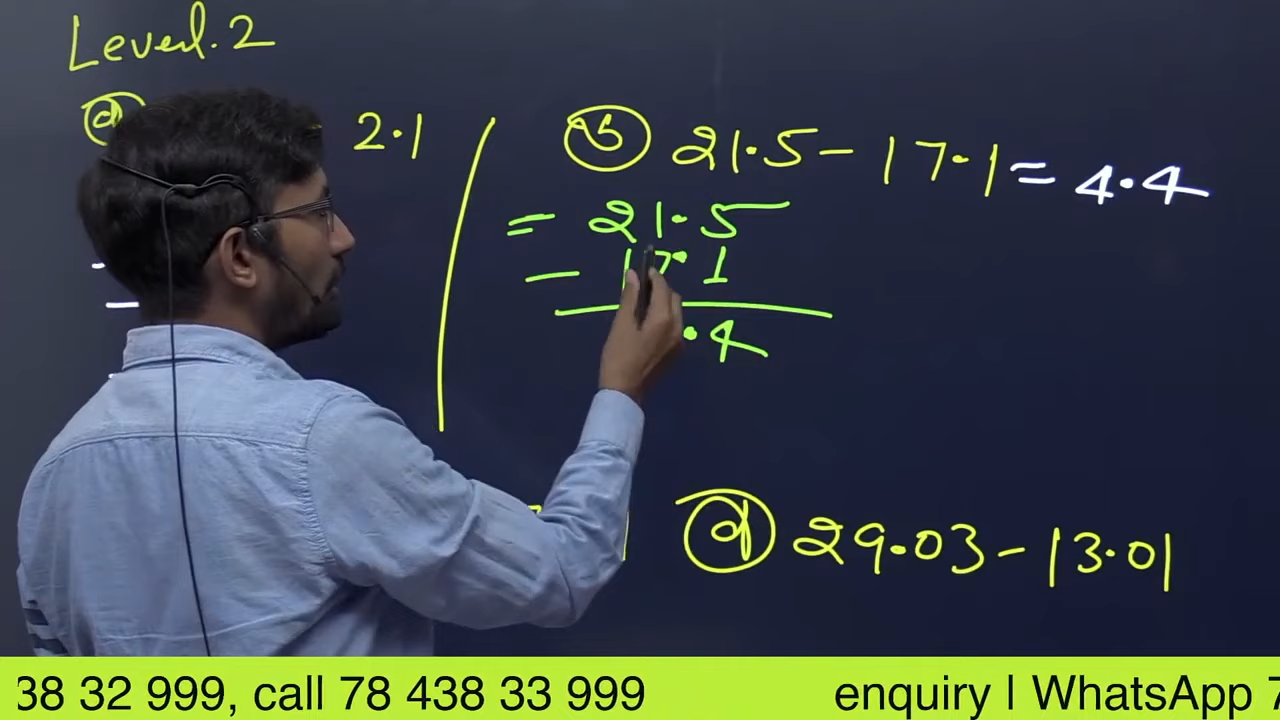 Level.2
(a) 2.1
(b) 21.5 - 17.1 = 4.4
= 21.5
- 17.1
.4
(d) 29.03 - 13.01
38 32 999, call 78 438 33 999 enquiry | WhatsApp 7